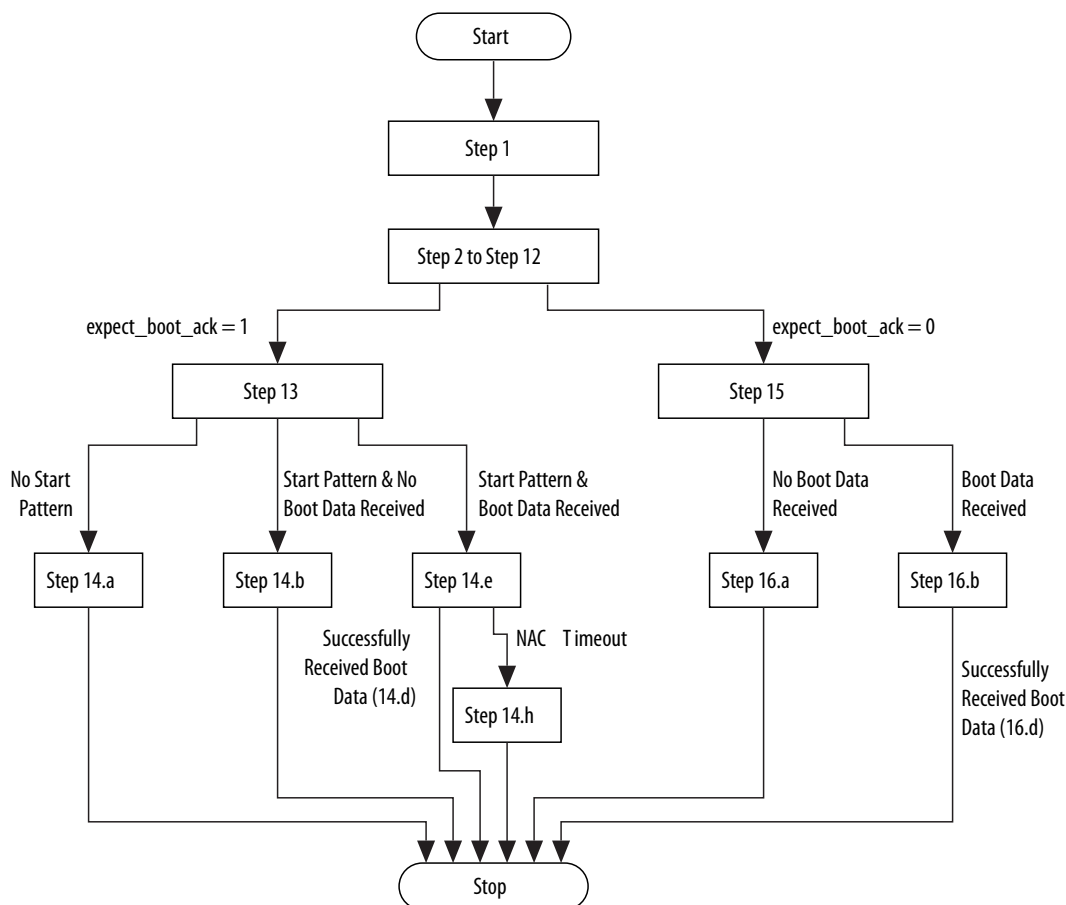 Start
Step 1
Step 2 to Step 12
expect_boot_ack = 1
expect_boot_ack = 0
Step 13
Step 15
No Start
Pattern
Start Pattern & No
Boot Data Received
Start Pattern &
Boot Data Received
No Boot Data
Received
Boot Data
Received
Step 14.a
Step 14.b
Step 14.e
Step 16.a
Step 16.b
Successfully
Received Boot
Data (14.d)
NAC Timeout
Step 14.h
Successfully
Received Boot
Data (16.d)
Stop